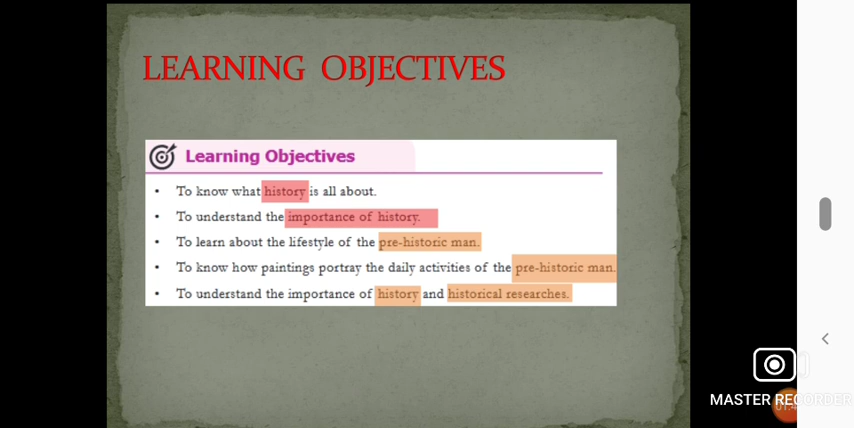 LEARNING OBJECTIVES
Learning Objectives
• To know what history is all about.
• To understand the importance of history.
• To learn about the lifestyle of the pre-historic man.
• To know how paintings portray the daily activities of the pre-historic man.
• To understand the importance of history and historical researches.
MASTER RECORDER